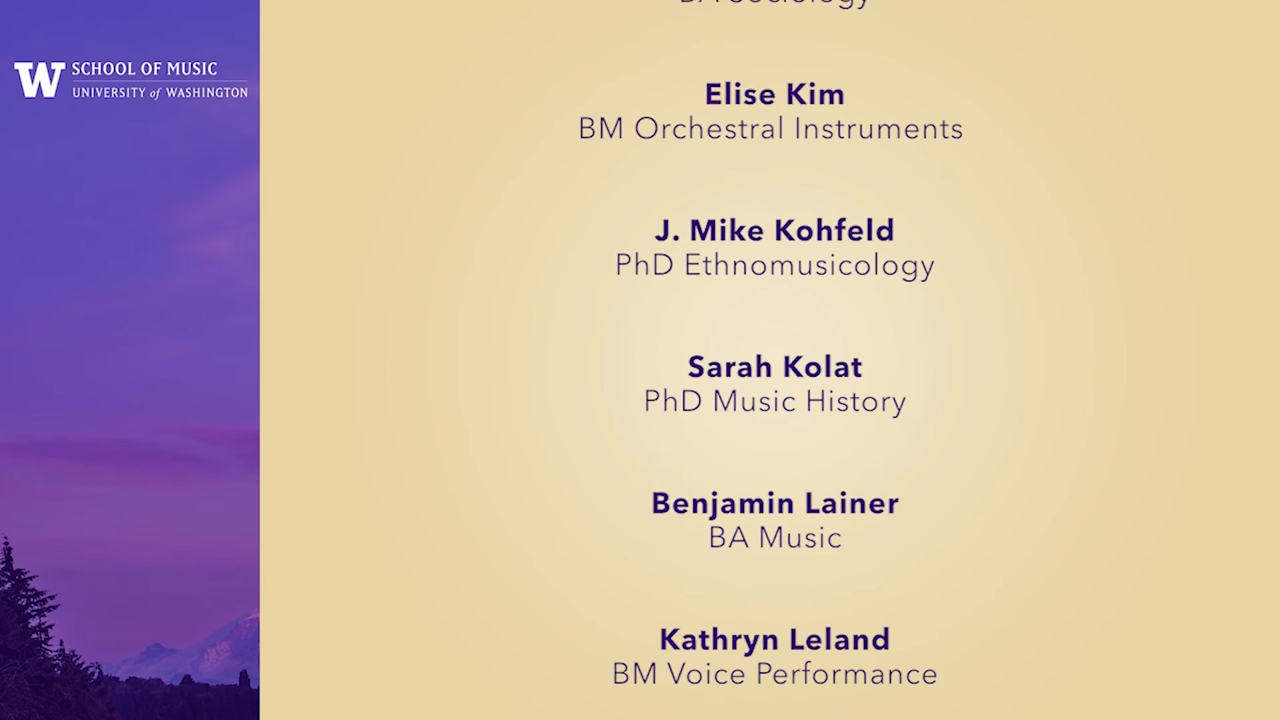 W SCHOOL OF MUSIC
UNIVERSITY of WASHINGTON
Elise Kim
BM Orchestral Instruments
J. Mike Kohfeld
PhD Ethnomusicology
Sarah Kolat
PhD Music History
Benjamin Lainer
BA Music
Kathryn Leland
BM Voice Performance